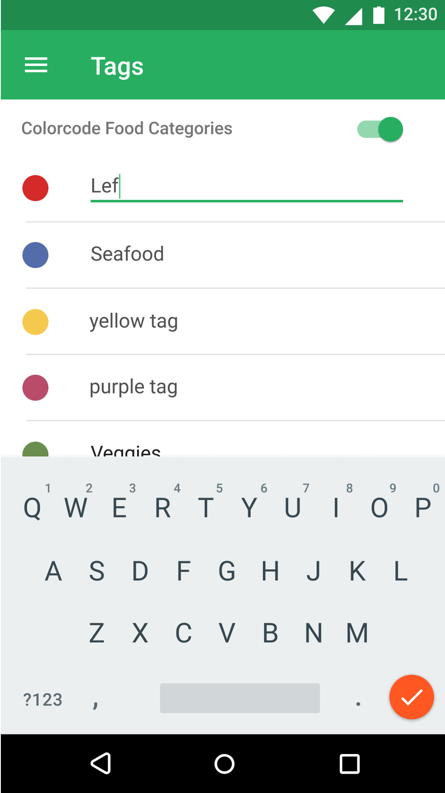 12:30
Tags
Colorcode Food Categories
Lef
Seafood
yellow tag
purple tag
Veggies
1 2 3 4 5 6 7 8 9 0
Q W E R T Y U I O P
A S D F G H J K L
Z X C V B N M
?123 , .